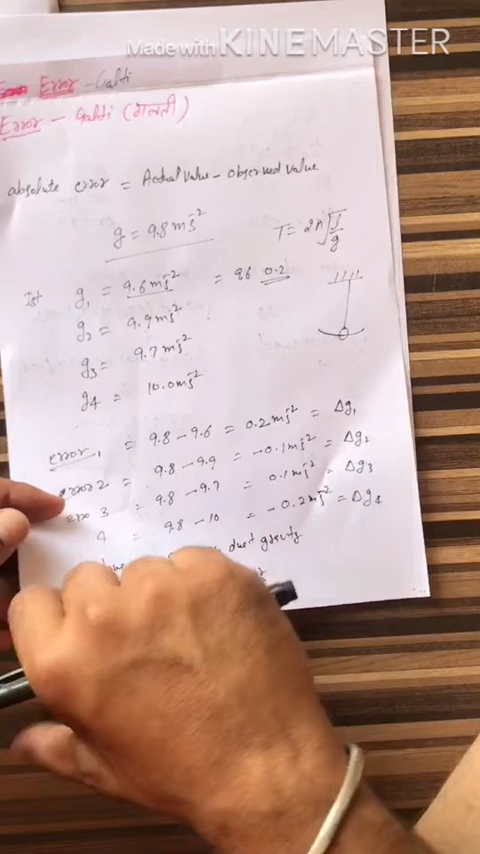 Made with KINEMASTER
Error - Galti
Error - Galti (गलती)
absolute error = Actual value - observed value
g = 9.8 ms⁻²
T = 2π√l/g
Ist g₁ = 9.6 ms⁻² = 96 0.2
g₂ = 9.9 ms⁻²
g₃ = 9.7 ms⁻²
g₄ = 10.0 ms⁻²
error₁ = 9.8 - 9.6 = 0.2 ms⁻² = Δg₁
error 2 = 9.8 - 9.9 = -0.1 ms⁻² = Δg₂
erro 3 = 9.8 - 9.7 = 0.1 ms⁻² = Δg₃
4 = 9.8 - 10 = -0.2 ms⁻² = Δg₄
due to gravity